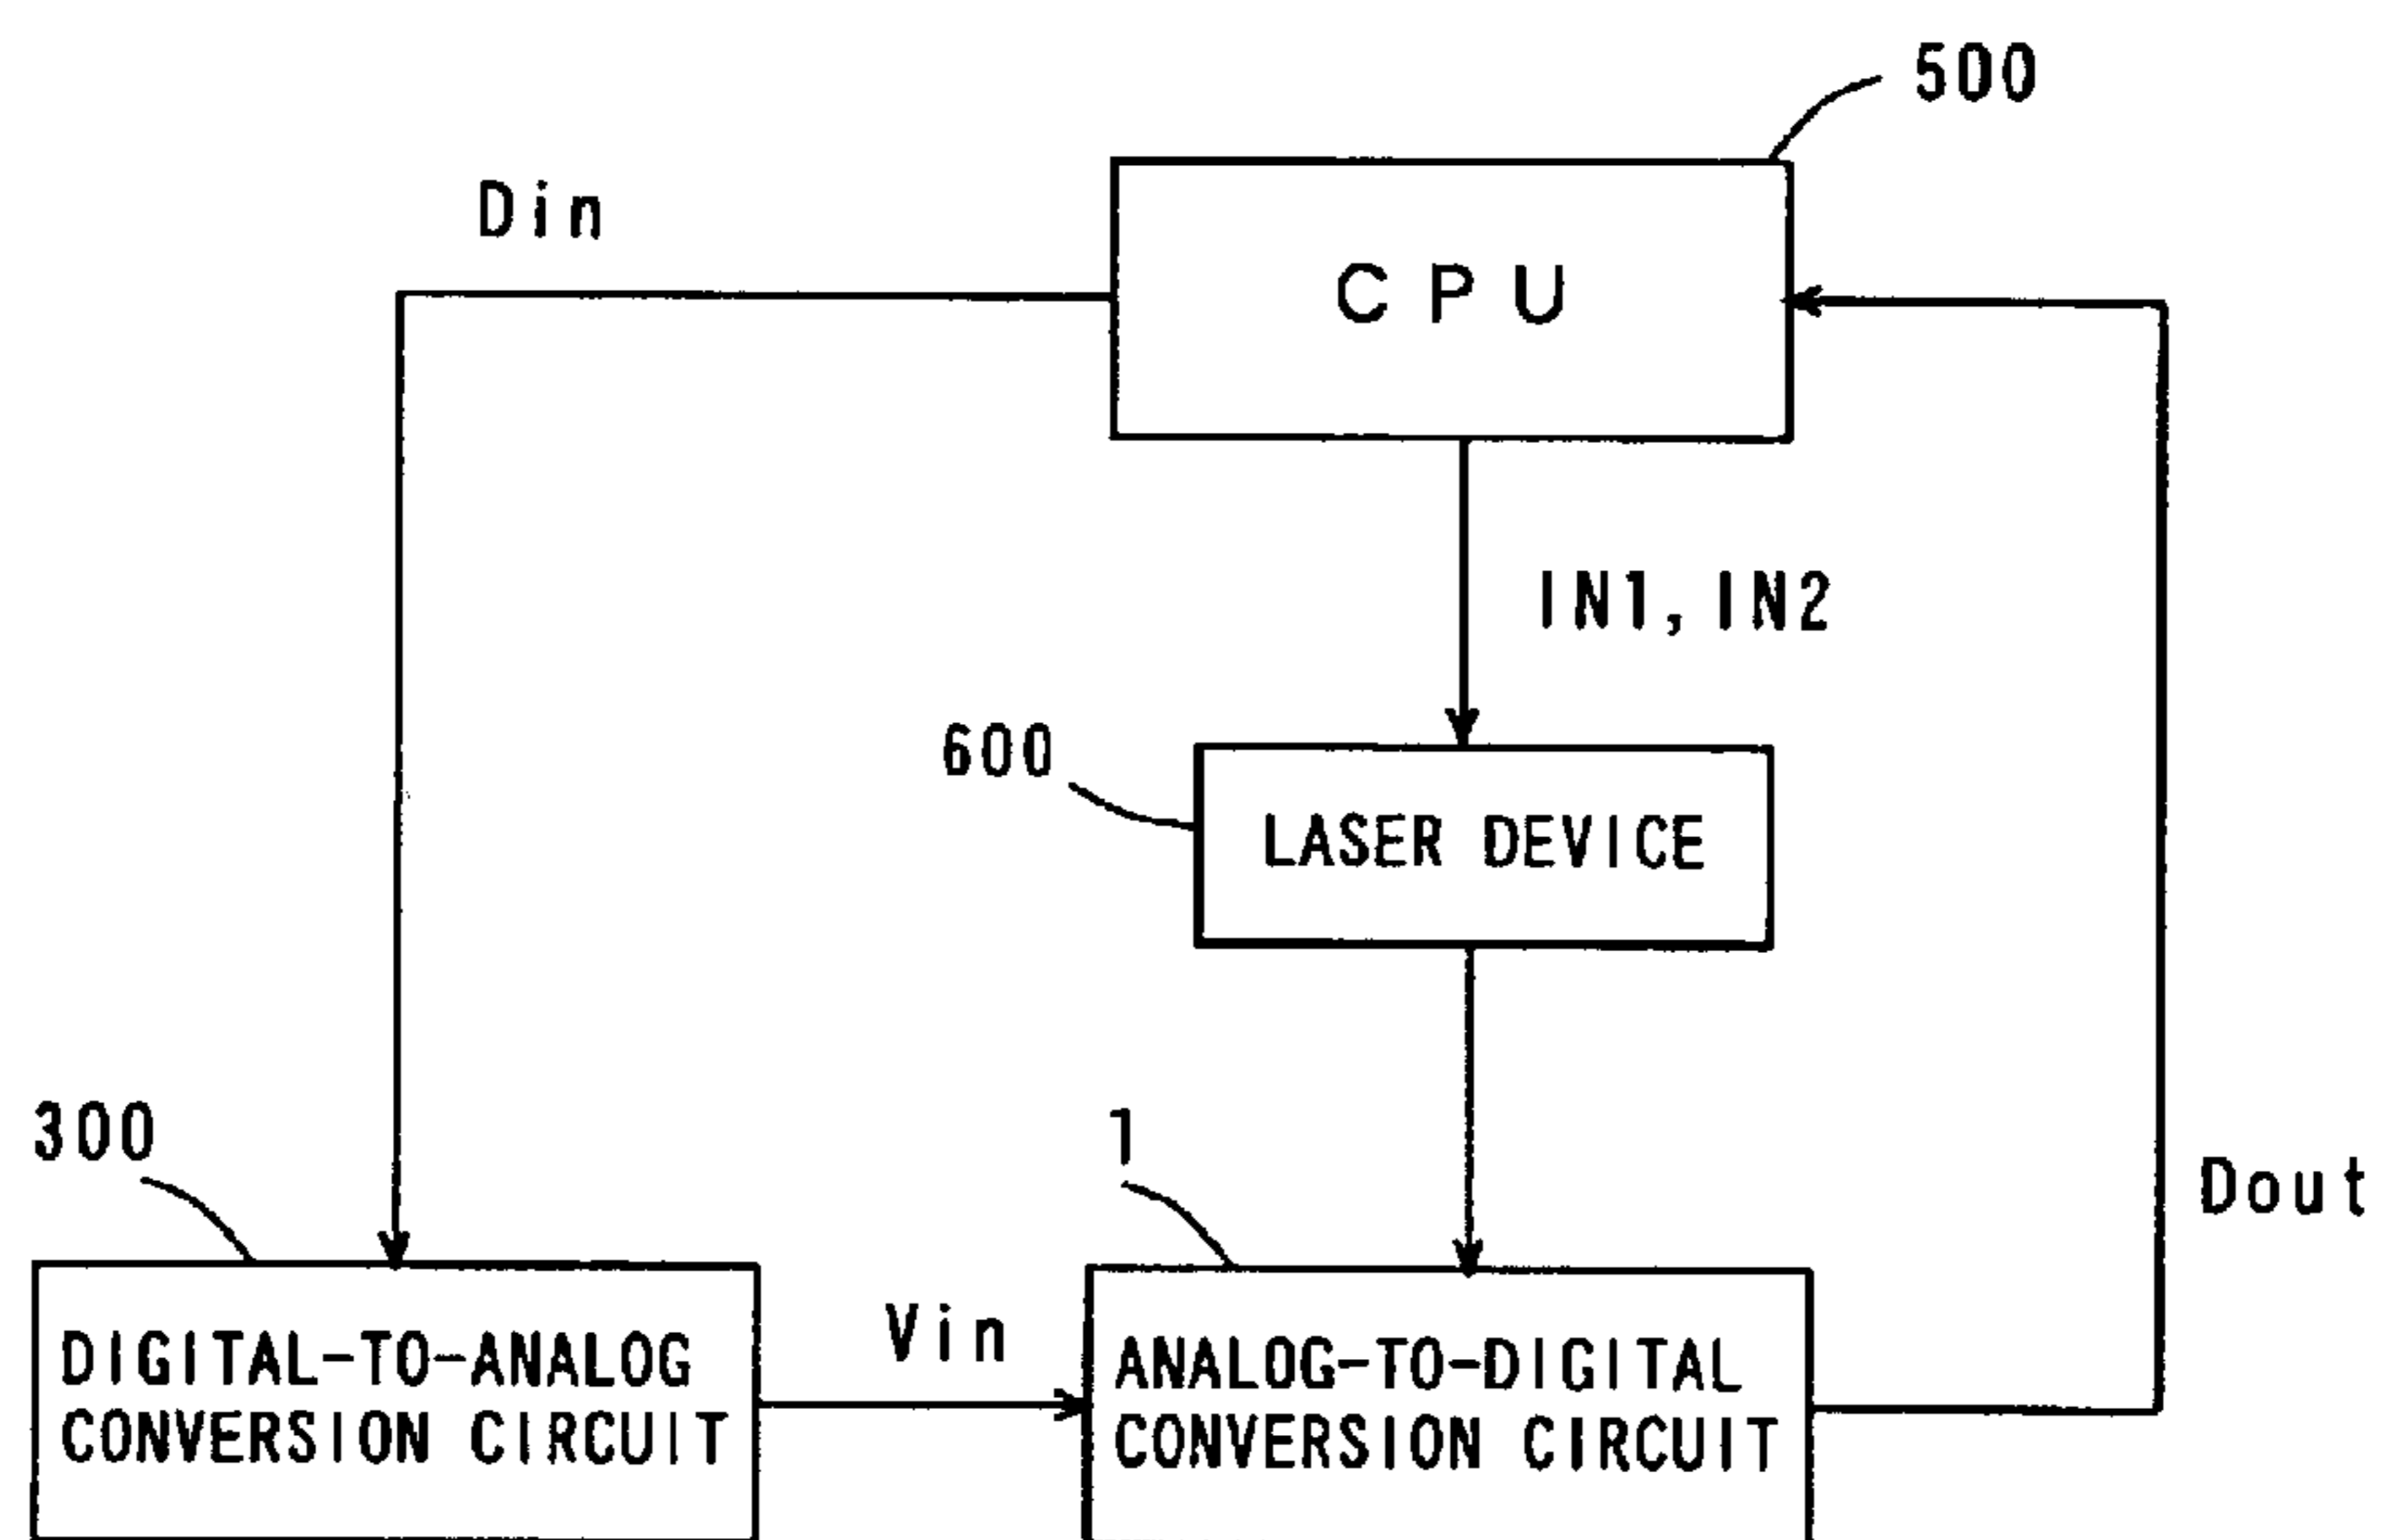 500
Din
CPU
IN1, IN2
600
LASER DEVICE
300
1
Dout
Vin
DIGITAL-TO-ANALOG
CONVERSION CIRCUIT
ANALOG-TO-DIGITAL
CONVERSION CIRCUIT